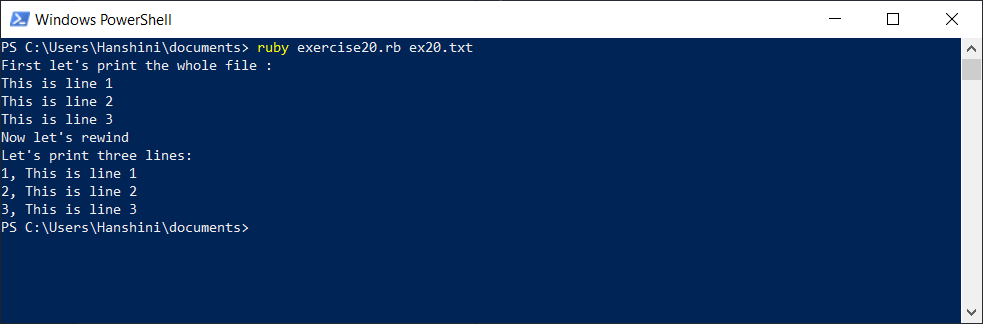 Windows PowerShell
PS C:\Users\Hanshini\documents> ruby exercise20.rb ex20.txt
First let's print the whole file :
This is line 1
This is line 2
This is line 3
Now let's rewind
Let's print three lines:
1, This is line 1
2, This is line 2
3, This is line 3
PS C:\Users\Hanshini\documents>